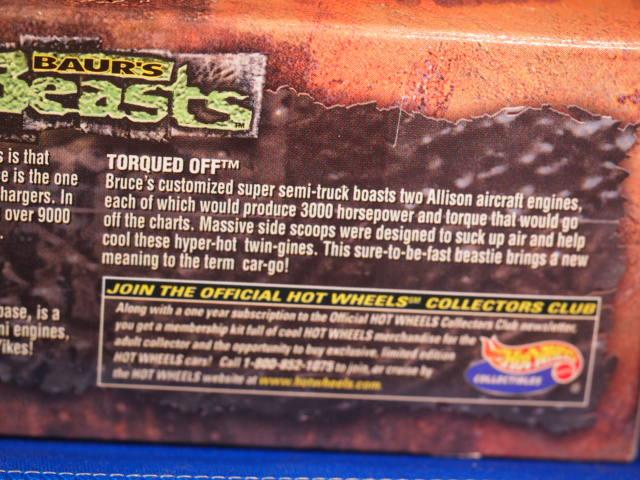 BAUR'S
Beasts™
s is that
e is the one
hargers. In
over 9000
base, is a
ni engines,
Yikes!
TORQUED OFF™
Bruce's customized super semi-truck boasts two Allison aircraft engines,
each of which would produce 3000 horsepower and torque that would go
off the charts. Massive side scoops were designed to suck up air and help
cool these hyper-hot twin-gines. This sure-to-be-fast beastie brings a new
meaning to the term car-go!
JOIN THE OFFICIAL HOT WHEELS℠ COLLECTORS CLUB
Along with a one year subscription to the Official HOT WHEELS Collectors Club newsletter,
you get a membership kit full of cool HOT WHEELS merchandise for the
adult collector and the opportunity to buy exclusive, limited edition
HOT WHEELS cars! Call 1-800-852-1075 to join, or cruise by
the HOT WHEELS website at www.hotwheels.com
Hot Wheels
COLLECTIBLES